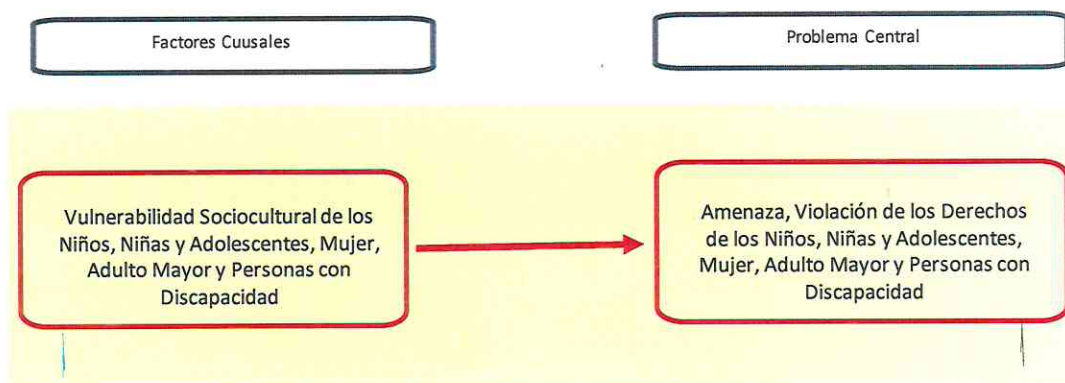 Factores Cuusales
Problema Central
Vulnerabilidad Sociocultural de los
Niños, Niñas y Adolescentes, Mujer,
Adulto Mayor y Personas con
Discapacidad
Amenaza, Violación de los Derechos
de los Niños, Niñas y Adolescentes,
Mujer, Adulto Mayor y Personas con
Discapacidad